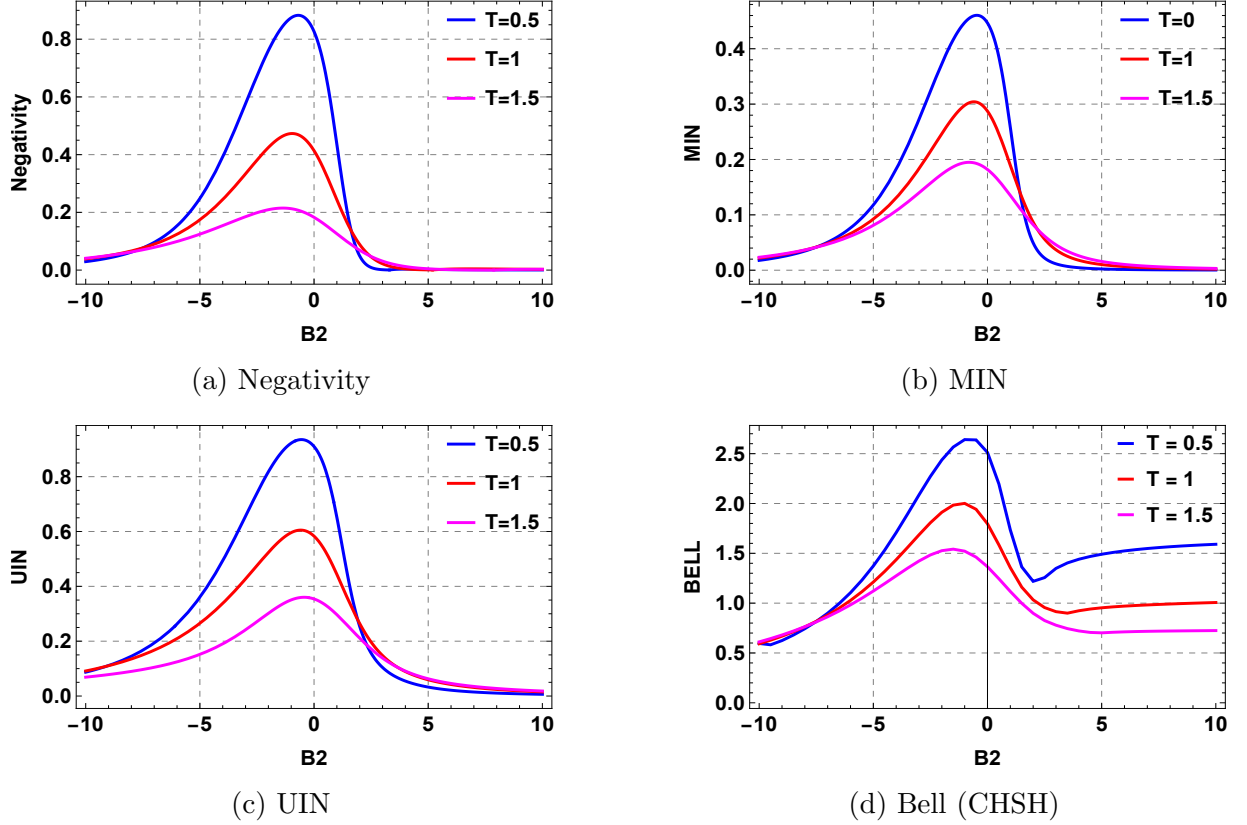 Negativity
0.8
0.6
0.4
0.2
0.0
T=0.5
T=1
T=1.5
-10
-5
0
5
10
B2
(a) Negativity
MIN
0.4
0.3
0.2
0.1
0.0
T=0
T=1
T=1.5
-10
-5
0
5
10
B2
(b) MIN
UIN
0.8
0.6
0.4
0.2
0.0
T=0.5
T=1
T=1.5
-10
-5
0
5
10
B2
(c) UIN
BELL
2.5
2.0
1.5
1.0
0.5
0.0
T = 0.5
T = 1
T = 1.5
-10
-5
0
5
10
B2
(d) Bell (CHSH)